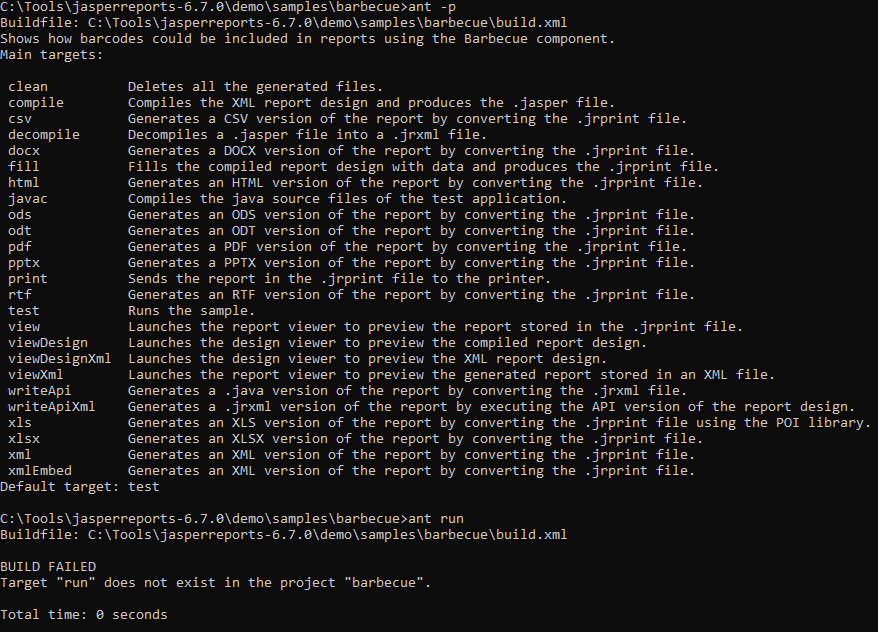 C:\Tools\jasperreports-6.7.0\demo\samples\barbecue>ant -p
Buildfile: C:\Tools\jasperreports-6.7.0\demo\samples\barbecue\build.xml
Shows how barcodes could be included in reports using the Barbecue component.
Main targets:

 clean          Deletes all the generated files.
 compile        Compiles the XML report design and produces the .jasper file.
 csv            Generates a CSV version of the report by converting the .jrprint file.
 decompile      Decompiles a .jasper file into a .jrxml file.
 docx           Generates a DOCX version of the report by converting the .jrprint file.
 fill           Fills the compiled report design with data and produces the .jrprint file.
 html           Generates an HTML version of the report by converting the .jrprint file.
 javac          Compiles the java source files of the test application.
 ods            Generates an ODS version of the report by converting the .jrprint file.
 odt            Generates an ODT version of the report by converting the .jrprint file.
 pdf            Generates a PDF version of the report by converting the .jrprint file.
 pptx           Generates a PPTX version of the report by converting the .jrprint file.
 print          Sends the report in the .jrprint file to the printer.
 rtf            Generates an RTF version of the report by converting the .jrprint file.
 test           Runs the sample.
 view           Launches the report viewer to preview the report stored in the .jrprint file.
 viewDesign     Launches the design viewer to preview the compiled report design.
 viewDesignXml  Launches the design viewer to preview the XML report design.
 viewXml        Launches the report viewer to preview the generated report stored in an XML file.
 writeApi       Generates a .java version of the report by converting the .jrxml file.
 writeApiXml    Generates a .jrxml version of the report by executing the API version of the report design.
 xls            Generates an XLS version of the report by converting the .jrprint file using the POI library.
 xlsx           Generates an XLSX version of the report by converting the .jrprint file.
 xml            Generates an XML version of the report by converting the .jrprint file.
 xmlEmbed       Generates an XML version of the report by converting the .jrprint file.
Default target: test

C:\Tools\jasperreports-6.7.0\demo\samples\barbecue>ant run
Buildfile: C:\Tools\jasperreports-6.7.0\demo\samples\barbecue\build.xml

BUILD FAILED
Target "run" does not exist in the project "barbecue".

Total time: 0 seconds